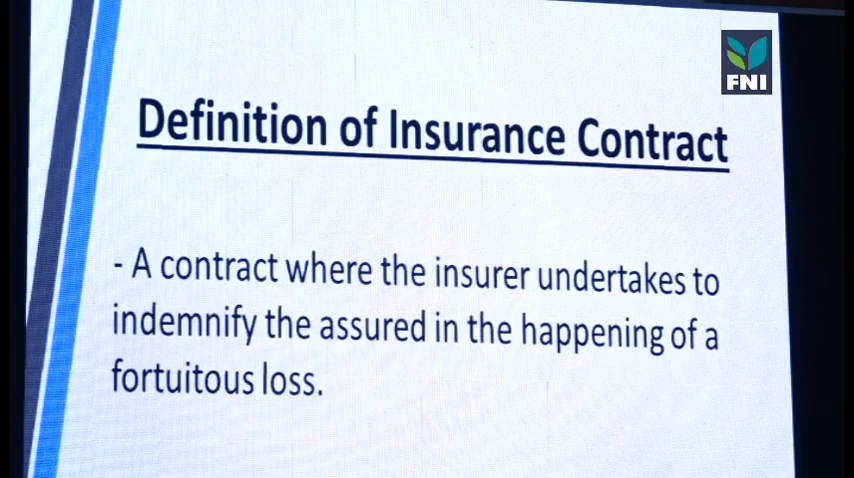 FNI
Definition of Insurance Contract
- A contract where the insurer undertakes to
indemnify the assured in the happening of a
fortuitous loss.